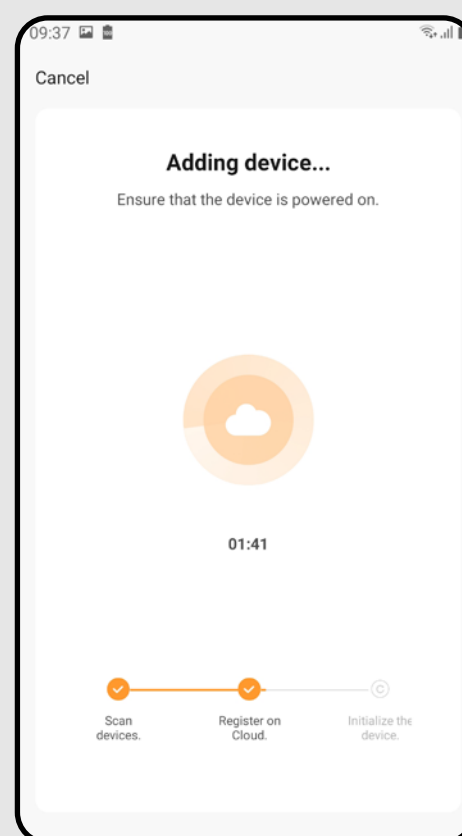 09:37
Cancel
Adding device...
Ensure that the device is powered on.
01:41
Scan
devices.
Register on
Cloud.
Initialize the
device.